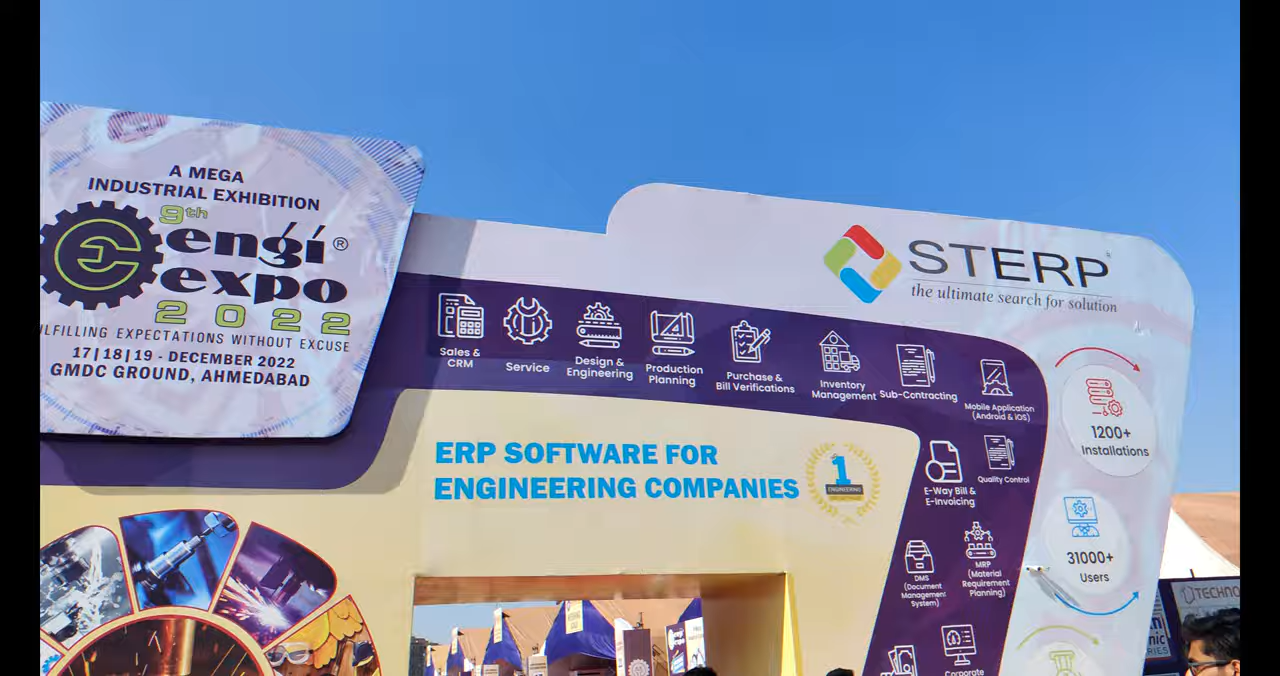 A MEGA
INDUSTRIAL EXHIBITION
9th
engi®
expo
2022
EXPECTATIONS WITHOUT EXCUSE
17|18|19 - DECEMBER 2022
GMDC GROUND, AHMEDABAD
STERP
the ultimate search for solution
Sales &
CRM
Service
Design &
Engineering
Production
Planning
Purchase &
Bill Verifications
Inventory
Management
Sub-Contracting
Mobile Application
(Android & iOS)
E-Way Bill &
E-Invoicing
Quality Control
DMS
(Document
Management
System)
MRP
(Material
Requirement
Planning)
Corporate
1200+
Installations
31000+
Users
ERP SOFTWARE FOR
ENGINEERING COMPANIES
1
ENGINEERING